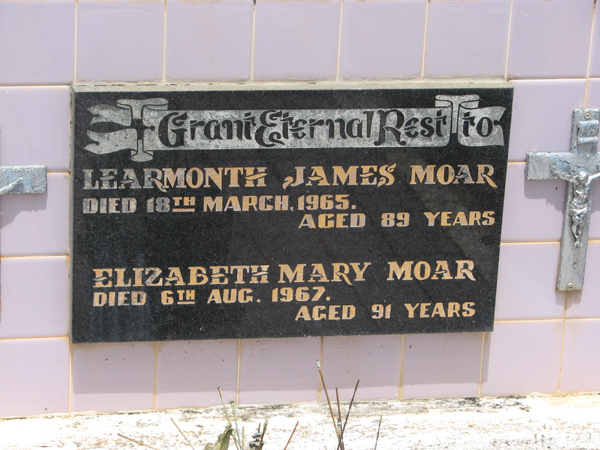 Grant Eternal Rest to
LEARMONTH JAMES MOAR
DIED 18TH MARCH, 1965.
AGED 89 YEARS
ELIZABETH MARY MOAR
DIED 6TH AUG. 1967.
AGED 91 YEARS